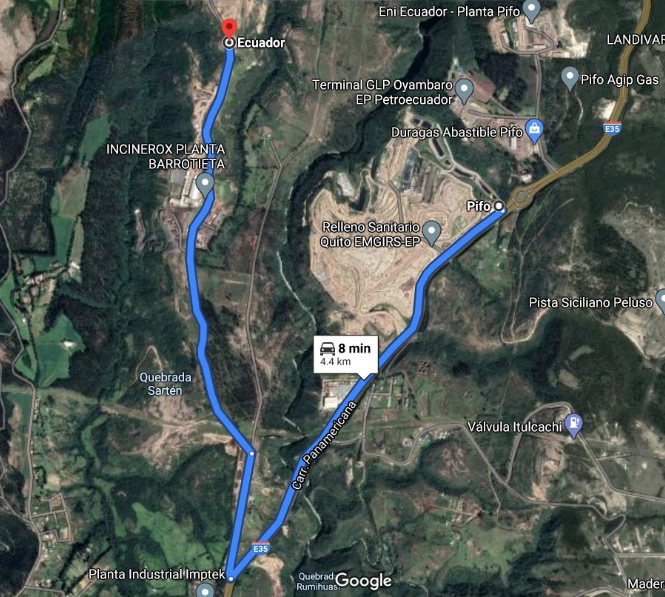 Eni Ecuador - Planta Pifo
Ecuador
LANDIVAR
Pifo Agip Gas
Terminal GLP Oyambaro
EP Petroecuador
E35
Duragas Abastible Pifo
INCINEROX PLANTA
BARROTIETA
Pifo
Relleno Sanitario
Quito EMGIRS-EP
Pista Siciliano Peluso
8 min
4.4 km
Quebrada
Sartén
Válvula Itulcachi
Carr. Panamericana
E35
Planta Industrial Imptek
Quebrad
Rumihuas
Google
Mader